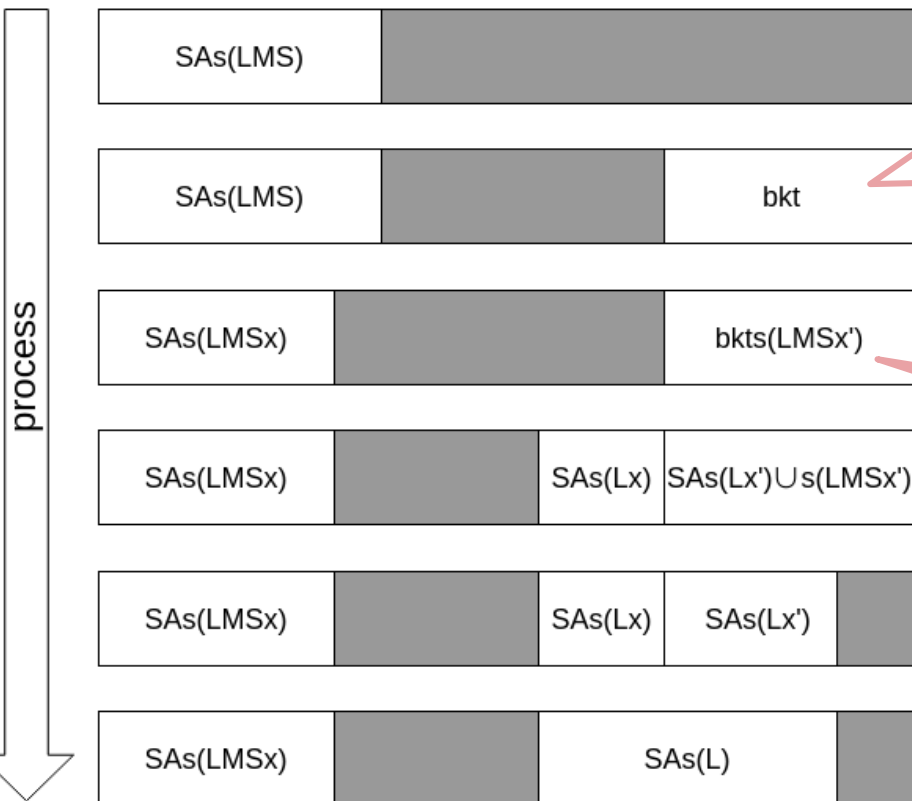 process
SAs(LMS)
SAs(LMS) bkt
SAs(LMSx) bkts(LMSx')
SAs(LMSx) SAs(Lx) SAs(Lx')∪s(LMSx')
SAs(LMSx) SAs(Lx) SAs(Lx')
SAs(LMSx) SAs(L)